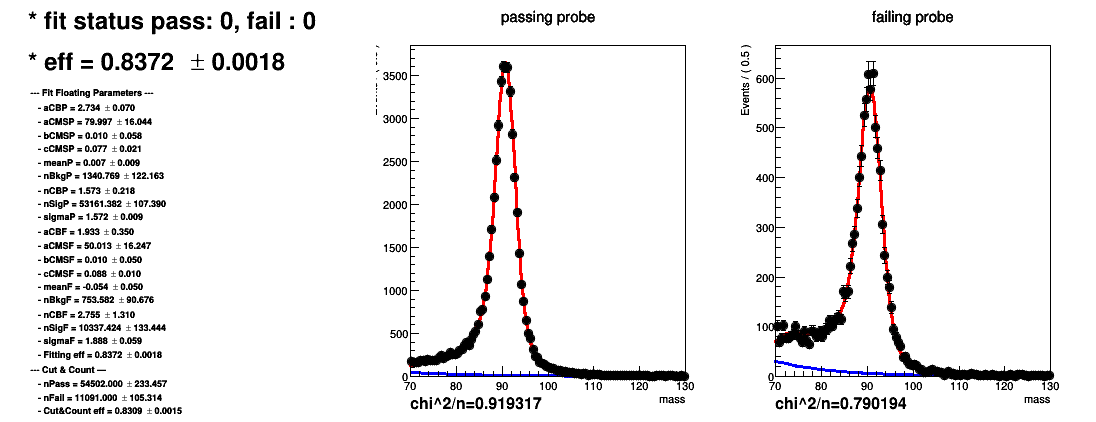 * fit status pass: 0, fail : 0
* eff = 0.8372 ± 0.0018
--- Fit Floating Parameters ---
- aCBP = 2.734 ± 0.070
- aCMSP = 79.997 ± 16.044
- bCMSP = 0.010 ± 0.058
- cCMSP = 0.077 ± 0.021
- meanP = 0.007 ± 0.009
- nBkgP = 1340.769 ± 122.163
- nCBP = 1.573 ± 0.218
- nSigP = 53161.382 ± 107.390
- sigmaP = 1.572 ± 0.009
- aCBF = 1.933 ± 0.350
- aCMSF = 50.013 ± 16.247
- bCMSF = 0.010 ± 0.050
- cCMSF = 0.088 ± 0.010
- meanF = -0.054 ± 0.050
- nBkgF = 753.582 ± 90.676
- nCBF = 2.755 ± 1.310
- nSigF = 10337.424 ± 133.444
- sigmaF = 1.888 ± 0.059
- Fitting eff = 0.8372 ± 0.0018
--- Cut & Count ---
- nPass = 54502.000 ± 233.457
- nFail = 11091.000 ± 105.314
- Cut&Count eff = 0.8309 ± 0.0015
passing probe
3500
3000
2500
2000
1500
1000
500
0
70 80 90 100 110 120 130
mass
chi^2/n=0.919317
failing probe
Events / ( 0.5 )
600
500
400
300
200
100
0
70 80 90 100 110 120 130
mass
chi^2/n=0.790194